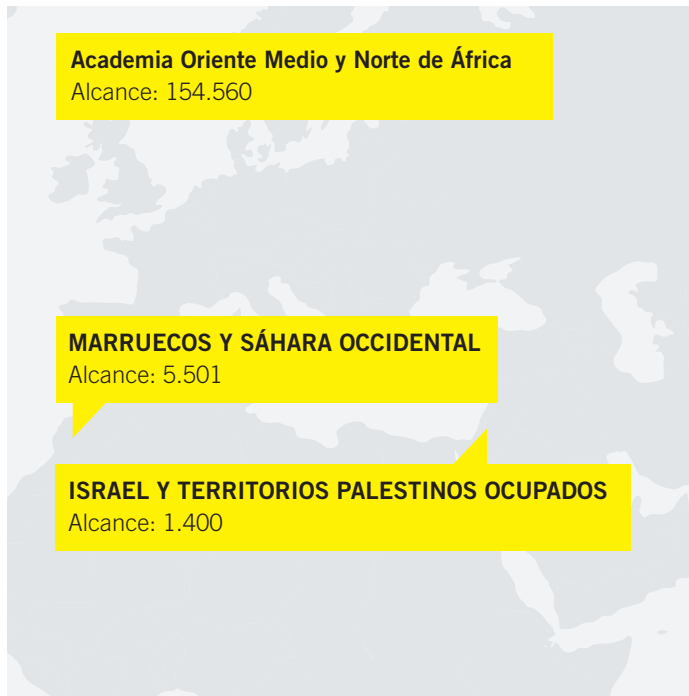 Academia Oriente Medio y Norte de África
Alcance: 154.560
MARRUECOS Y SÁHARA OCCIDENTAL
Alcance: 5.501
ISRAEL Y TERRITORIOS PALESTINOS OCUPADOS
Alcance: 1.400